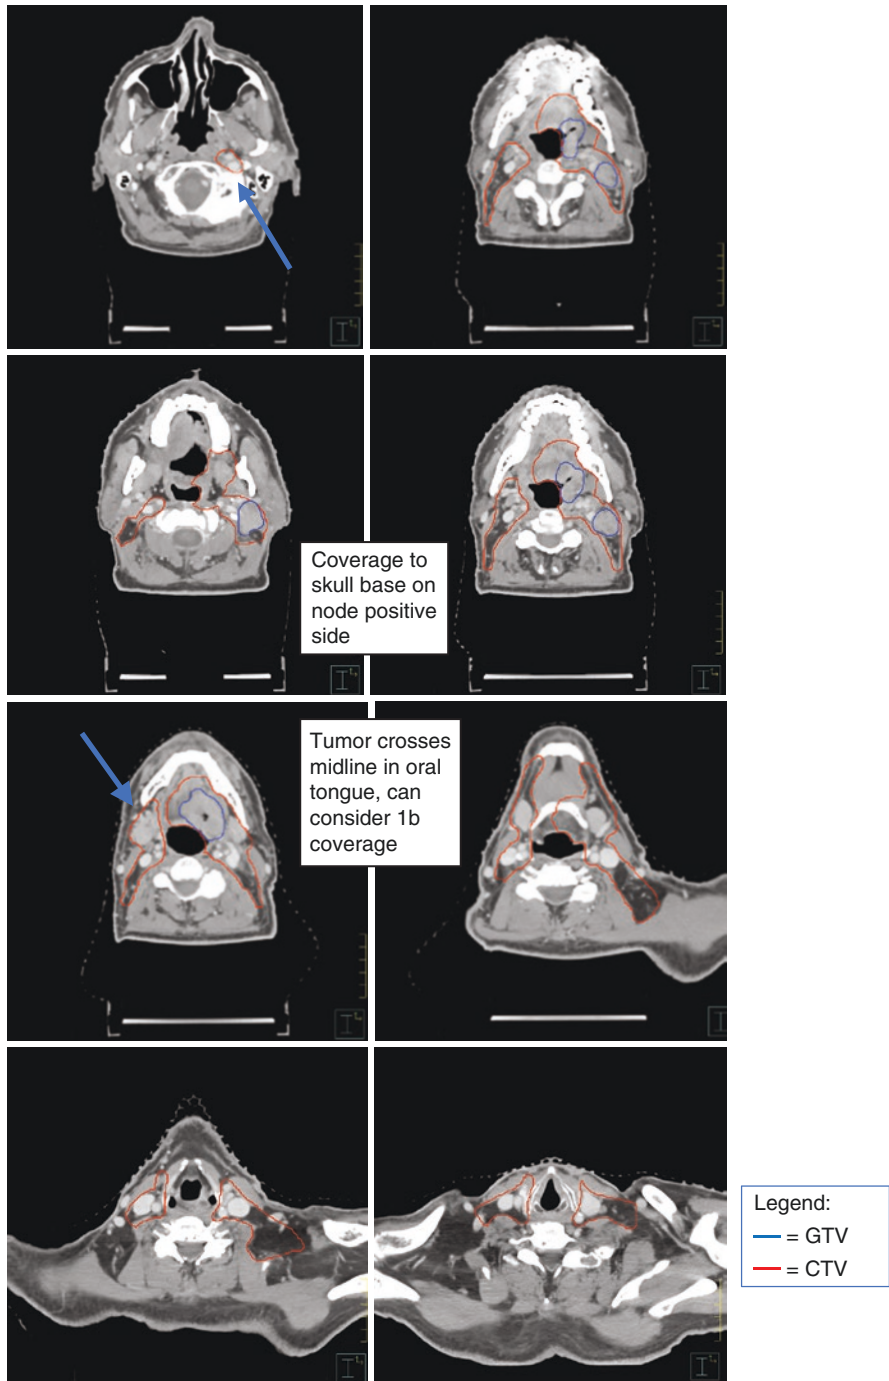 Coverage to
skull base on
node positive
side
Tumor crosses
midline in oral
tongue, can
consider 1b
coverage
Legend:
= GTV
= CTV